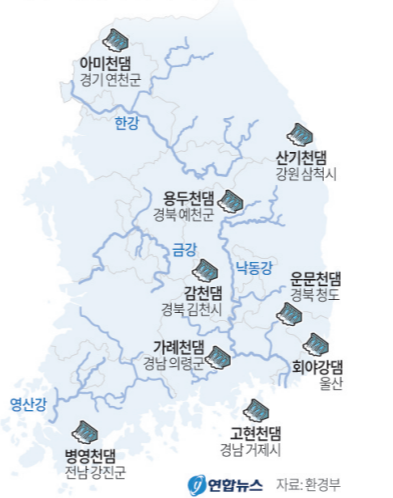 아미천댐
경기 연천군
한강
산기천댐
강원 삼척시
용두천댐
경북 예천군
금강
낙동강
감천댐
경북 김천시
운문천댐
경북 청도
가례천댐
경남 의령군
회야강댐
울산
영산강
고현천댐
경남 거제시
병영천댐
전남 강진군
연합뉴스 자료:환경부